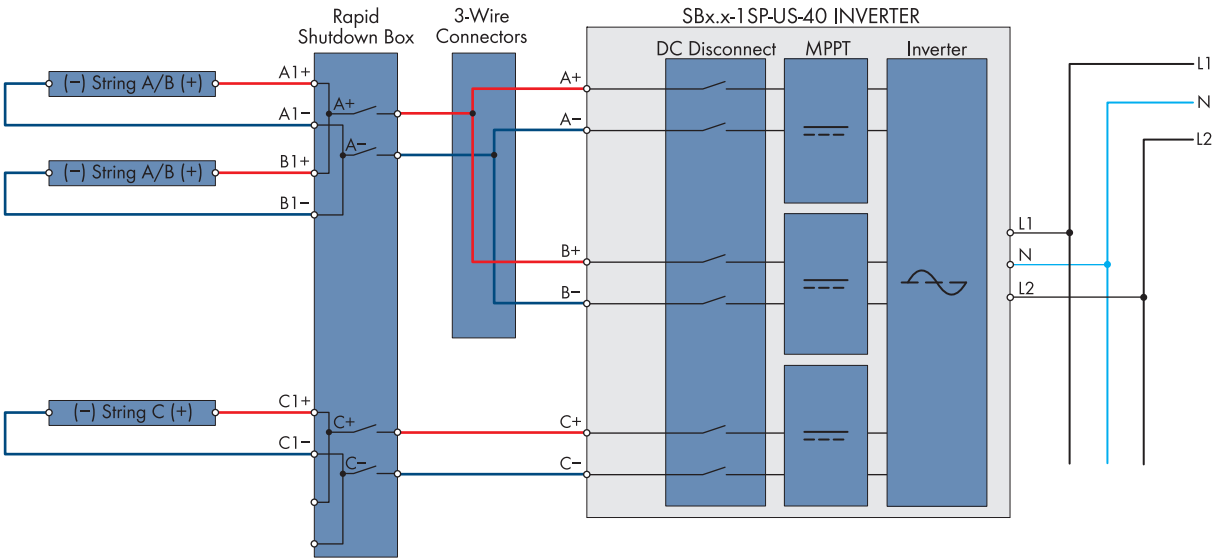 Rapid
Shutdown Box
3-Wire
Connectors
SBx.x-1SP-US-40 INVERTER
DC Disconnect
MPPT
Inverter
(−) String A/B (+)
A1+
A+
A1−
A−
(−) String A/B (+)
B1+
B1−
A+
A−
B+
B−
L1
N
L2
L1
N
L2
(−) String C (+)
C1+
C+
C1−
C−
C+
C−